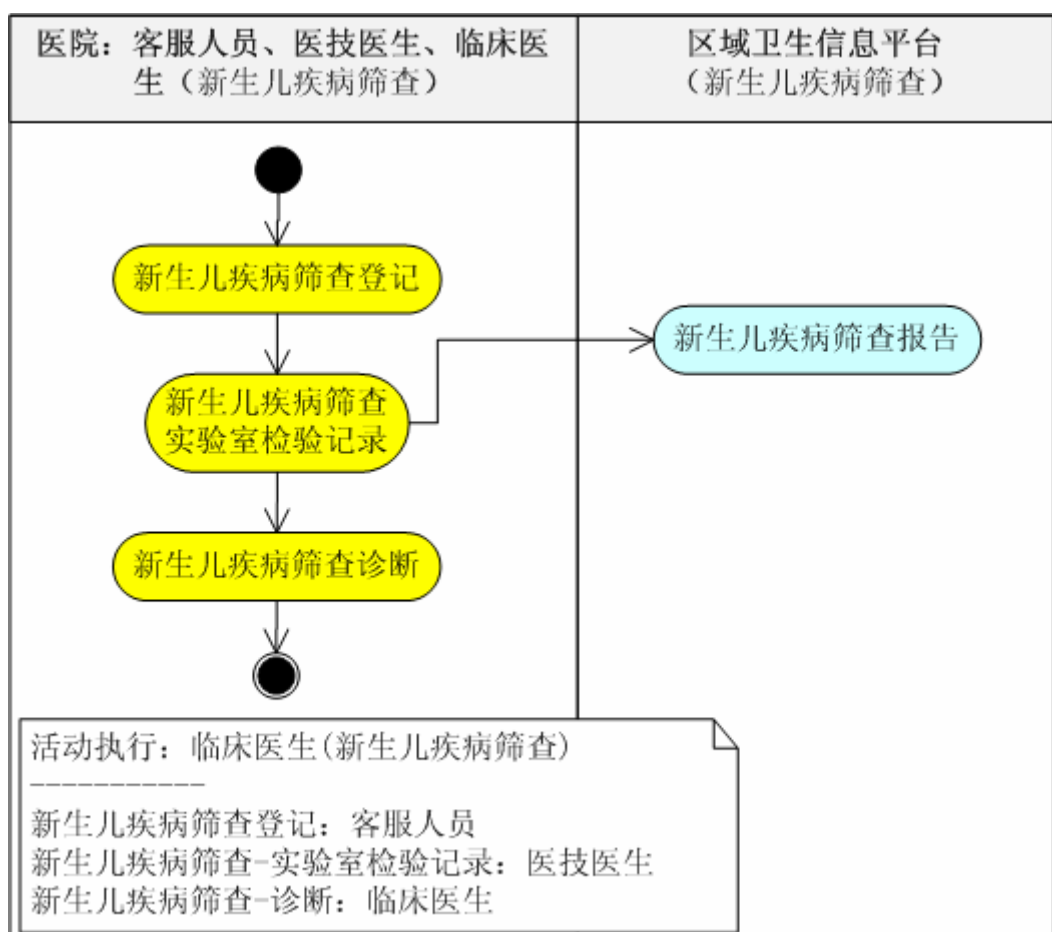 医院：客服人员、医技医生、临床医
生（新生儿疾病筛查）
区域卫生信息平台
（新生儿疾病筛查）
新生儿疾病筛查登记
新生儿疾病筛查报告
新生儿疾病筛查
实验室检验记录
新生儿疾病筛查诊断
活动执行：临床医生(新生儿疾病筛查)
-----------
新生儿疾病筛查登记：客服人员
新生儿疾病筛查-实验室检验记录：医技医生
新生儿疾病筛查-诊断：临床医生